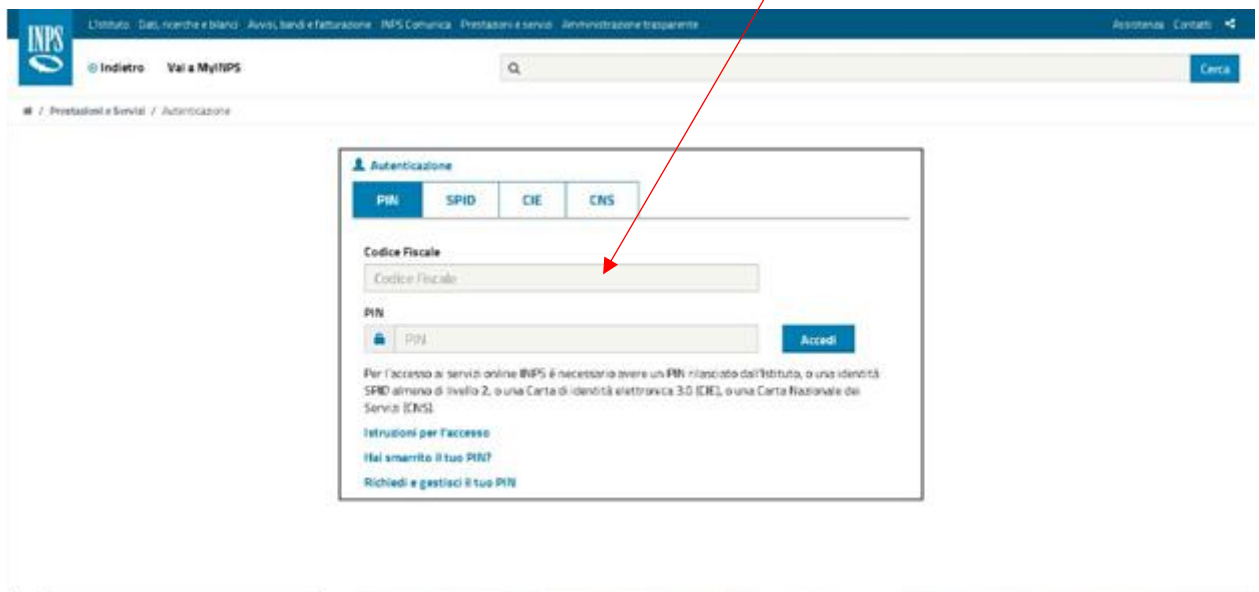 L'Istituto Dati, ricerche e bilanci Avvisi, bandi e fatturazione INPS Comunica Prestazioni e servizi Amministrazione trasparente Assistenza Contatti
INPS
Indietro Vai a MyINPS Cerca
/ Prestazioni e Servizi / Autenticazione
Autenticazione
PIN SPID CIE CNS
Codice Fiscale
Codice Fiscale
PIN
PIN Accedi
Per l'accesso ai servizi online INPS é necessario avere un PIN rilasciato dall'Istituto, o una identità
SPID almeno di livello 2, o una Carta di identità elettronica 3.0 (CIE), o una Carta Nazionale dei
Servizi (CNS).
Istruzioni per l'accesso
Hai smarrito il tuo PIN?
Richiedi e gestisci il tuo PIN